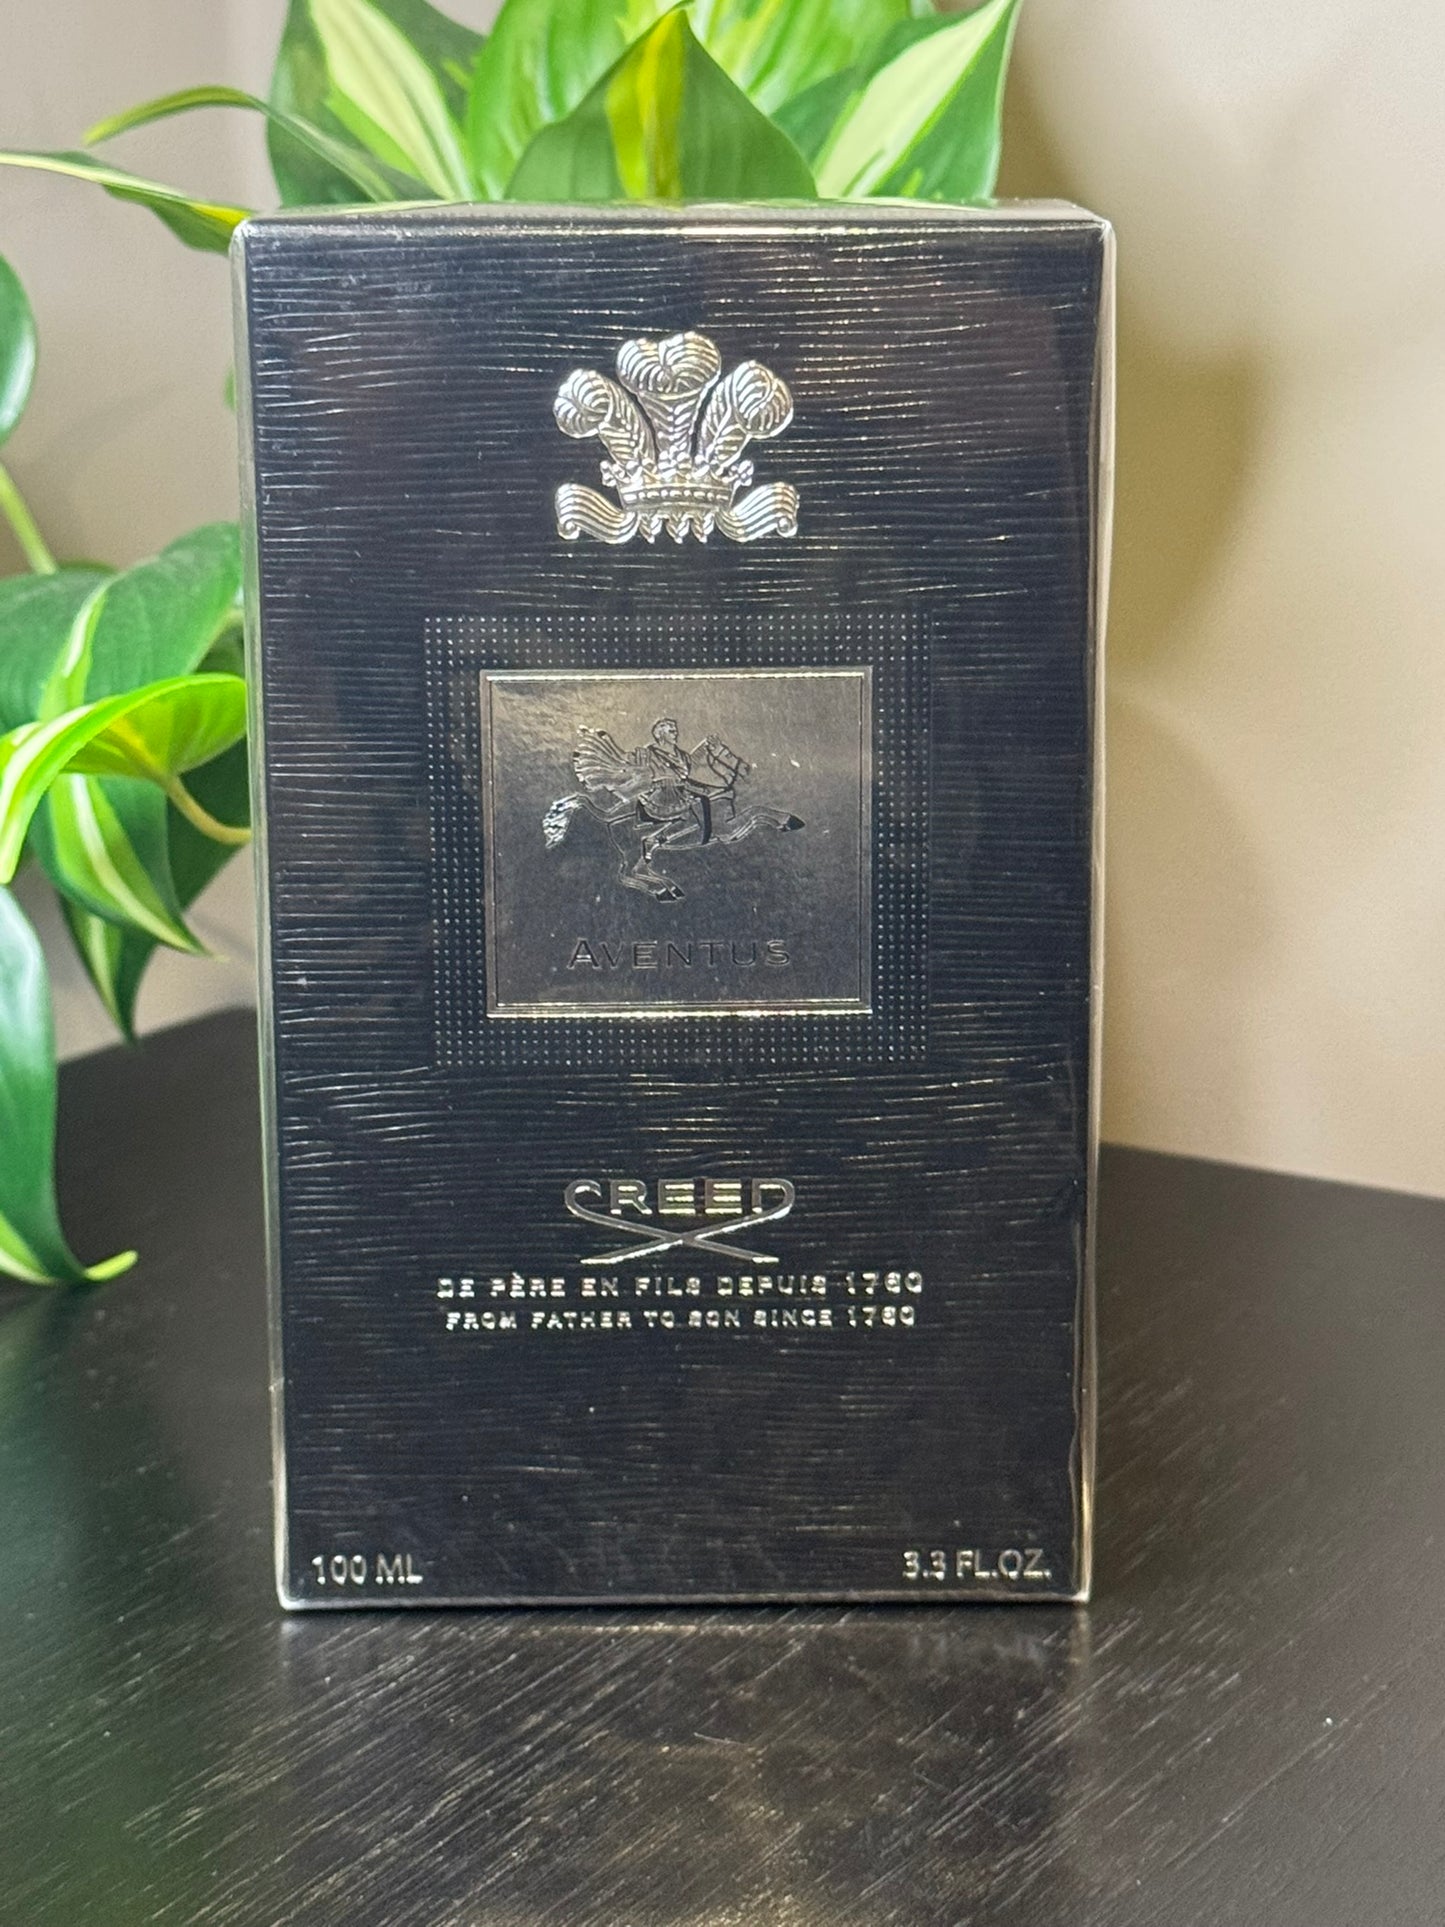 AVENTUS
CREED
DE PÈRE EN FILS DEPUIS 1760
FROM FATHER TO SON SINCE 1760
100 ML
3.3 FL.OZ.